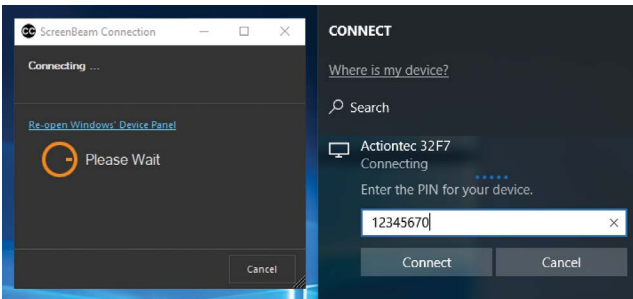 ScreenBeam Connection
Connecting ...
Re-open Windows' Device Panel
Please Wait
Cancel
CONNECT
Where is my device?
Search
Actiontec 32F7
Connecting
Enter the PIN for your device.
12345670
Connect Cancel